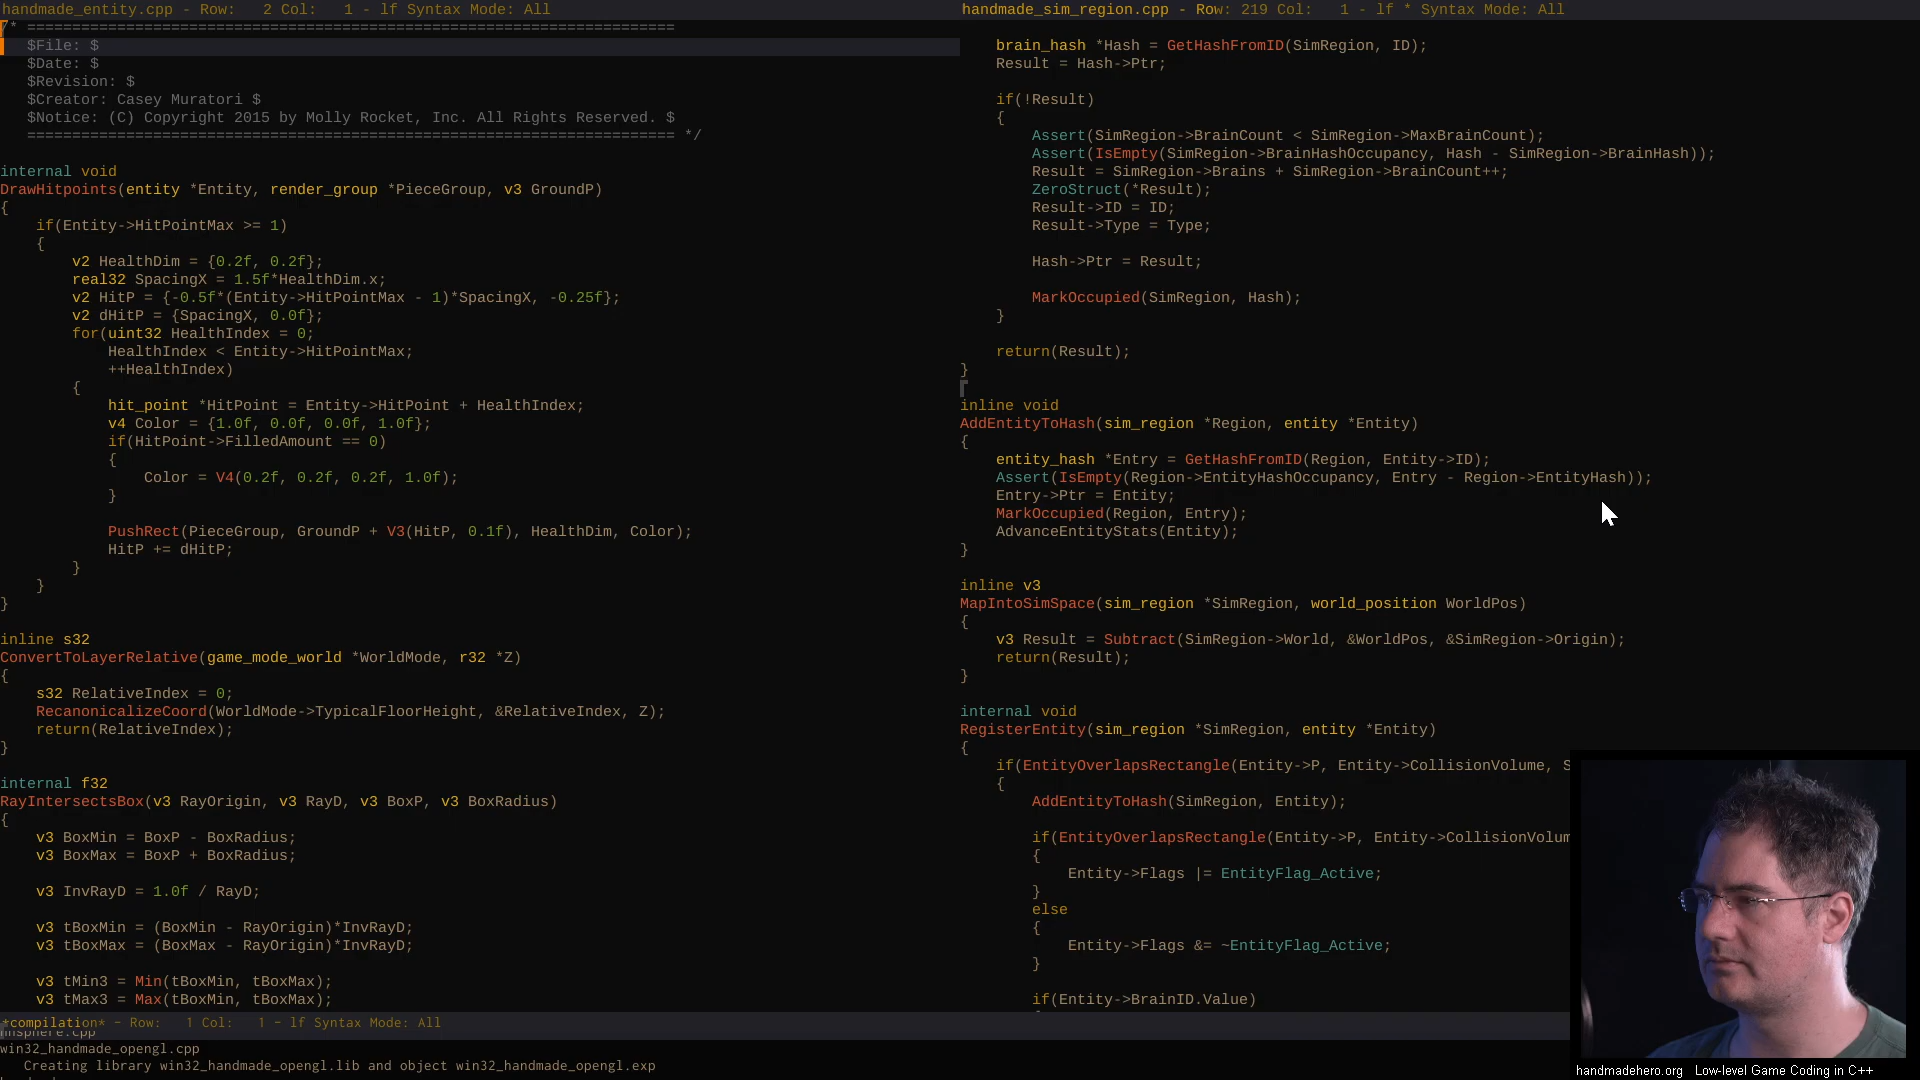 handmade_entity.cpp - Row:   2 Col:   1 - lf Syntax Mode: All
/* ========================================================================
   $File: $
   $Date: $
   $Revision: $
   $Creator: Casey Muratori $
   $Notice: (C) Copyright 2015 by Molly Rocket, Inc. All Rights Reserved. $
   ======================================================================== */
internal void
DrawHitpoints(entity *Entity, render_group *PieceGroup, v3 GroundP)
{
    if(Entity->HitPointMax >= 1)
    {
        v2 HealthDim = {0.2f, 0.2f};
        real32 SpacingX = 1.5f*HealthDim.x;
        v2 HitP = {-0.5f*(Entity->HitPointMax - 1)*SpacingX, -0.25f};
        v2 dHitP = {SpacingX, 0.0f};
        for(uint32 HealthIndex = 0;
            HealthIndex < Entity->HitPointMax;
            ++HealthIndex)
        {
            hit_point *HitPoint = Entity->HitPoint + HealthIndex;
            v4 Color = {1.0f, 0.0f, 0.0f, 1.0f};
            if(HitPoint->FilledAmount == 0)
            {
                Color = V4(0.2f, 0.2f, 0.2f, 1.0f);
            }
            PushRect(PieceGroup, GroundP + V3(HitP, 0.1f), HealthDim, Color);
            HitP += dHitP;
        }
    }
}
inline s32
ConvertToLayerRelative(game_mode_world *WorldMode, r32 *Z)
{
    s32 RelativeIndex = 0;
    RecanonicalizeCoord(WorldMode->TypicalFloorHeight, &RelativeIndex, Z);
    return(RelativeIndex);
}
internal f32
RayIntersectsBox(v3 RayOrigin, v3 RayD, v3 BoxP, v3 BoxRadius)
{
    v3 BoxMin = BoxP - BoxRadius;
    v3 BoxMax = BoxP + BoxRadius;
    v3 InvRayD = 1.0f / RayD;
    v3 tBoxMin = (BoxMin - RayOrigin)*InvRayD;
    v3 tBoxMax = (BoxMax - RayOrigin)*InvRayD;
    v3 tMin3 = Min(tBoxMin, tBoxMax);
    v3 tMax3 = Max(tBoxMin, tBoxMax);
handmade_sim_region.cpp - Row: 219 Col:   1 - lf * Syntax Mode: All
    brain_hash *Hash = GetHashFromID(SimRegion, ID);
    Result = Hash->Ptr;
    if(!Result)
    {
        Assert(SimRegion->BrainCount < SimRegion->MaxBrainCount);
        Assert(IsEmpty(SimRegion->BrainHashOccupancy, Hash - SimRegion->BrainHash));
        Result = SimRegion->Brains + SimRegion->BrainCount++;
        ZeroStruct(*Result);
        Result->ID = ID;
        Result->Type = Type;
        Hash->Ptr = Result;
        MarkOccupied(SimRegion, Hash);
    }
    return(Result);
}
inline void
AddEntityToHash(sim_region *Region, entity *Entity)
{
    entity_hash *Entry = GetHashFromID(Region, Entity->ID);
    Assert(IsEmpty(Region->EntityHashOccupancy, Entry - Region->EntityHash));
    Entry->Ptr = Entity;
    MarkOccupied(Region, Entry);
    AdvanceEntityStats(Entity);
}
inline v3
MapIntoSimSpace(sim_region *SimRegion, world_position WorldPos)
{
    v3 Result = Subtract(SimRegion->World, &WorldPos, &SimRegion->Origin);
    return(Result);
}
internal void
RegisterEntity(sim_region *SimRegion, entity *Entity)
{
    if(EntityOverlapsRectangle(Entity->P, Entity->CollisionVolume, S
    {
        AddEntityToHash(SimRegion, Entity);
        if(EntityOverlapsRectangle(Entity->P, Entity->CollisionVolum
        {
            Entity->Flags |= EntityFlag_Active;
        }
        else
        {
            Entity->Flags &= ~EntityFlag_Active;
        }
        if(Entity->BrainID.Value)
*compilation* - Row:   1 Col:   1 - lf Syntax Mode: All
hhsphere.cpp
win32_handmade_opengl.cpp
   Creating library win32_handmade_opengl.lib and object win32_handmade_opengl.exp
handmadehero.org   Low-level Game Coding in C++